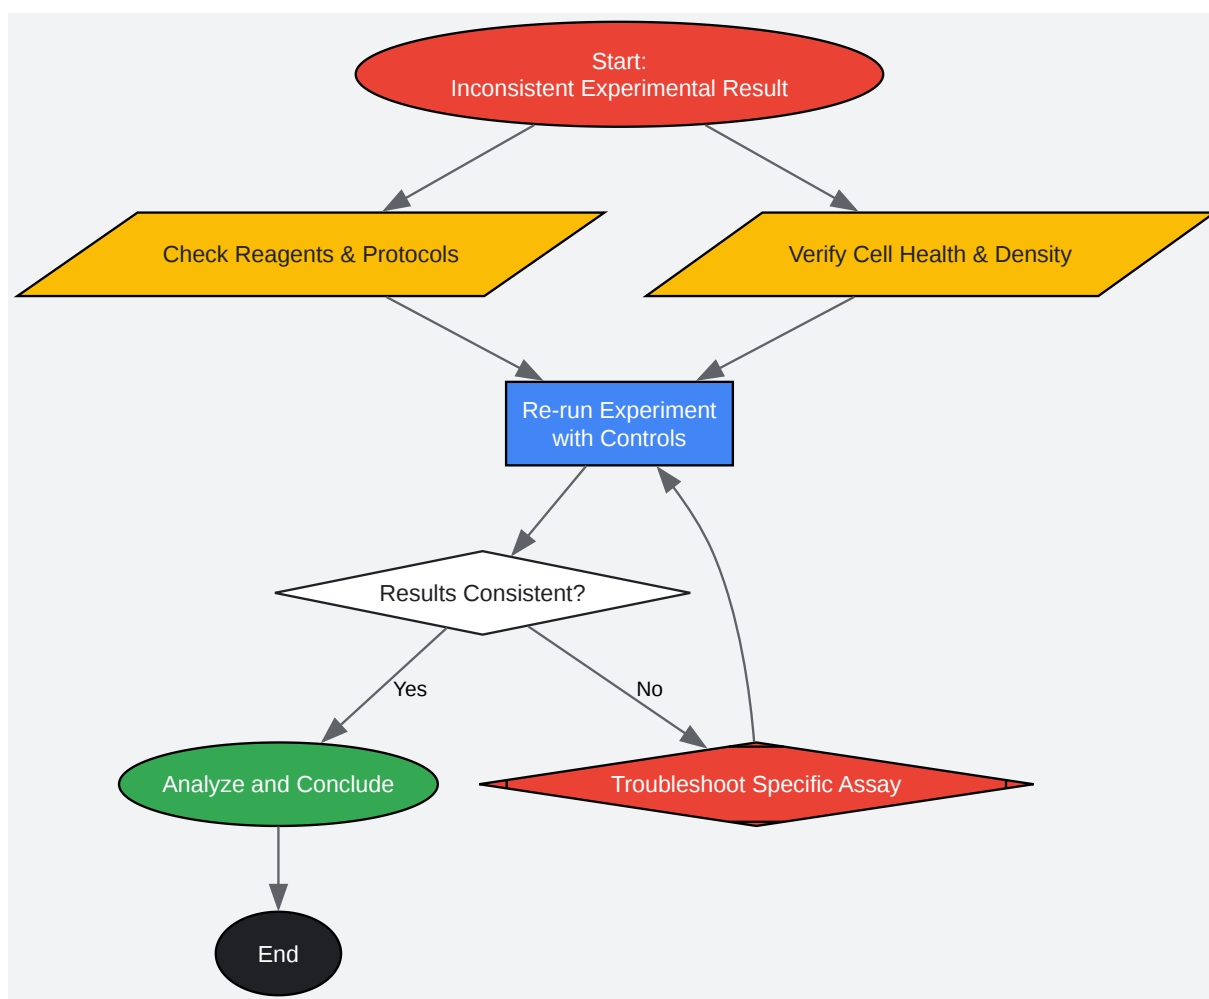 Start:
Inconsistent Experimental Result
Check Reagents & Protocols
Verify Cell Health & Density
Re-run Experiment
with Controls
Results Consistent?
Yes
No
Analyze and Conclude
Troubleshoot Specific Assay
End